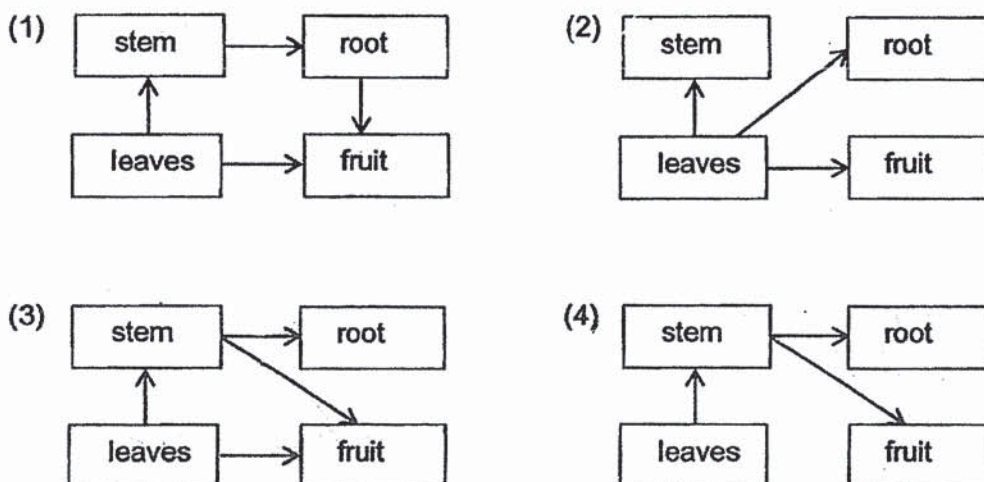 (1) stem root (2) stem root
leaves fruit leaves fruit
(3) stem root (4) stem root
leaves fruit leaves fruit